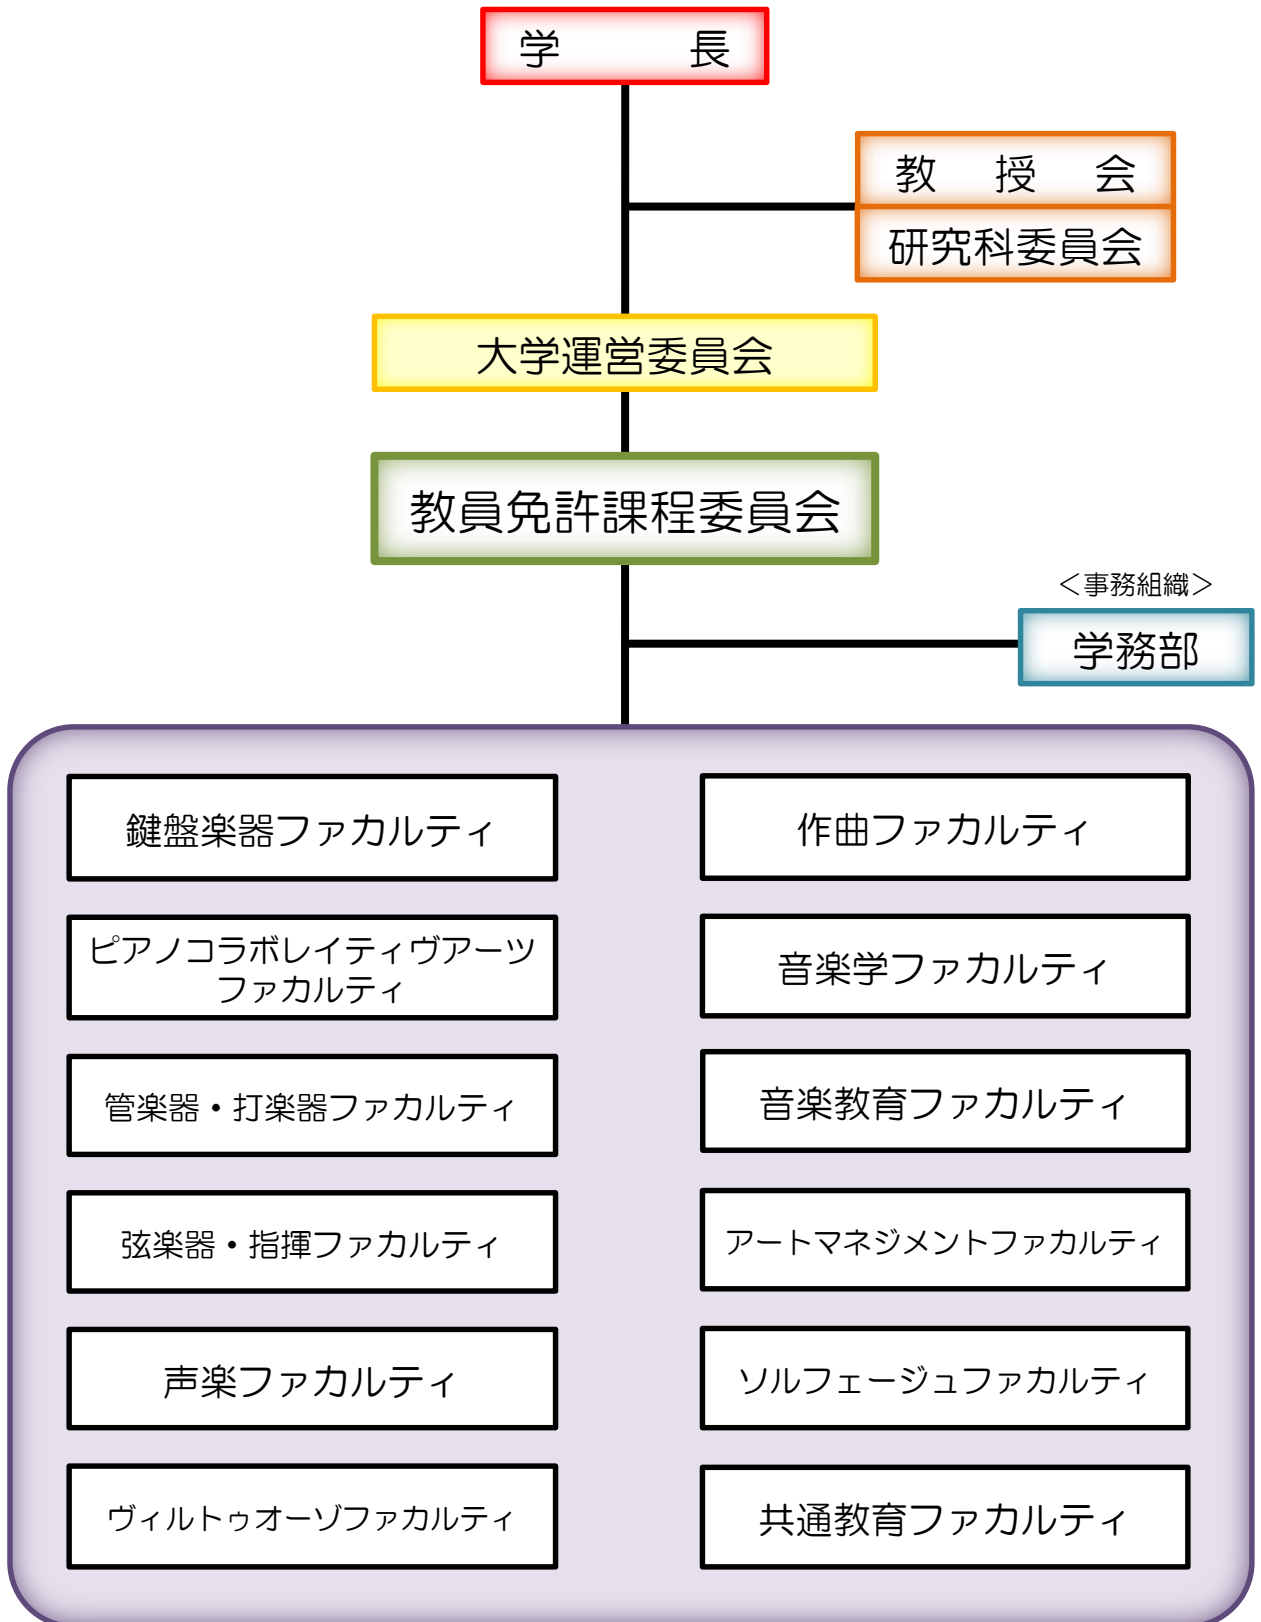 学　　　長
教　授　会
研究科委員会
大学運営委員会
教員免許課程委員会
＜事務組織＞
学務部
鍵盤楽器ファカルティ
作曲ファカルティ
ピアノコラボレイティヴアーツ
ファカルティ
音楽学ファカルティ
管楽器・打楽器ファカルティ
音楽教育ファカルティ
弦楽器・指揮ファカルティ
アートマネジメントファカルティ
声楽ファカルティ
ソルフェージュファカルティ
ヴィルトゥオーゾファカルティ
共通教育ファカルティ